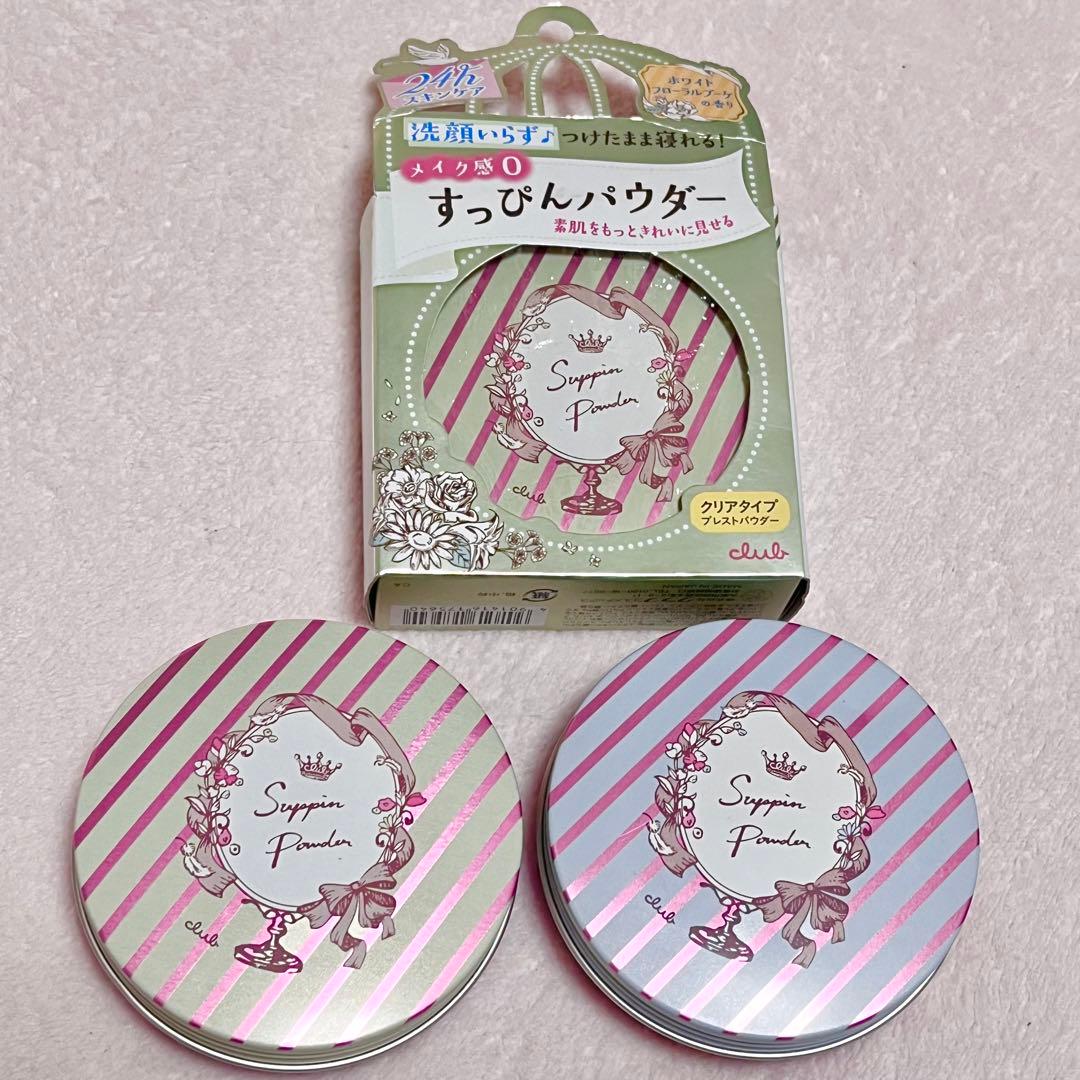 24h
スキンケア
ホワイト
フローラルブーケ
の香り
洗顔いらず♪つけたまま寝れる!
メイク感0
すっぴんパウダー
素肌をもっときれいに見せる
Suppin
Powder
club
クリアタイプ
プレストパウダー
club
MADE IN JAPAN
Suppin
Powder
club
Suppin
Powder
club